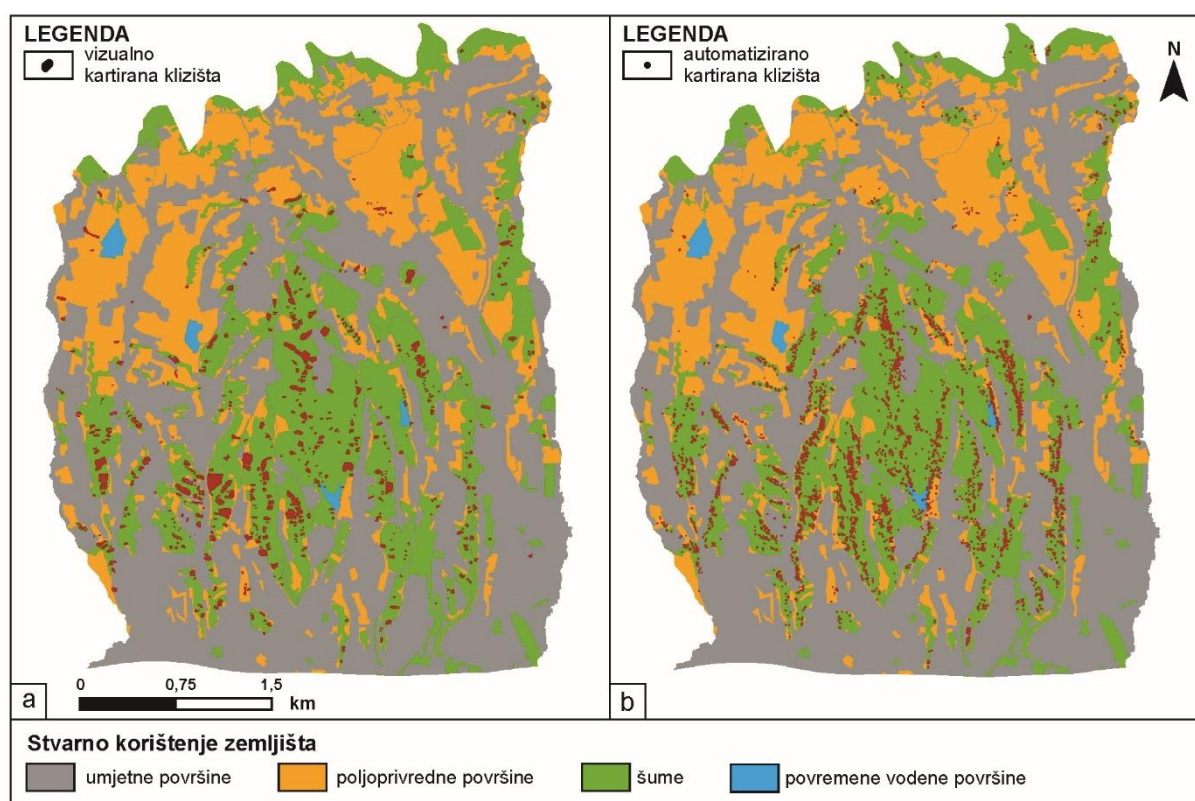 LEGENDA
vizualno
kartirana klizišta
LEGENDA
automatizirano
kartirana klizišta
N
0 0,75 1,5
km
a
b
Stvarno korištenje zemljišta
umjetne površine
poljoprivredne površine
šume
povremene vodene površine